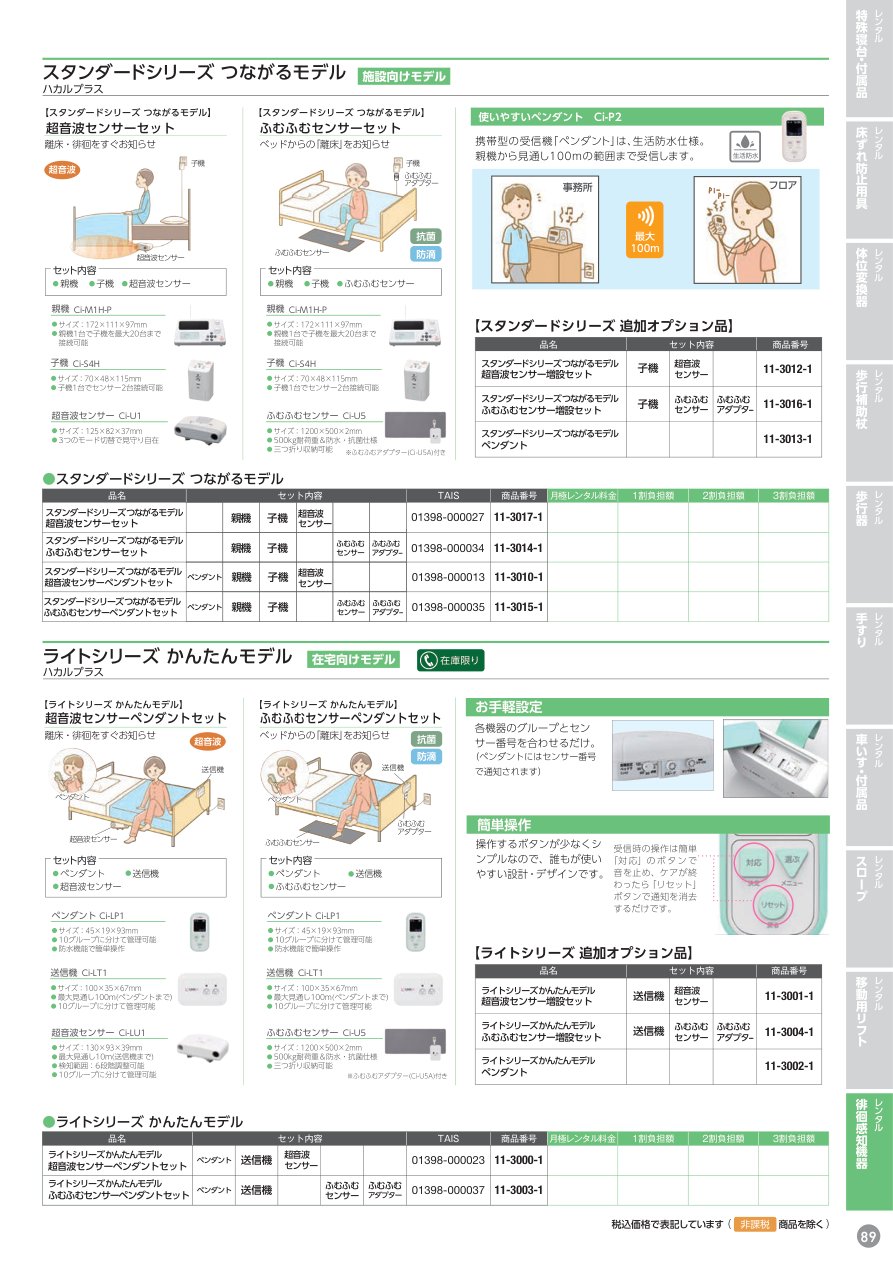 スタンダードシリーズ つながるモデル 施設向けモデル
ハカルプラス
【スタンダードシリーズ つながるモデル】
超音波センサーセット
離床・徘徊をすぐお知らせ
超音波
子機
超音波センサー
セット内容
●親機 ●子機 ●超音波センサー
親機 Ci-M1H-P
●サイズ：172×111×97mm
●親機1台で子機を最大20台まで
接続可能
子機 Ci-S4H
●サイズ：70×48×115mm
●子機1台でセンサー2台接続可能
超音波センサー Ci-U1
●サイズ：125×82×37mm
●3つのモード切替で見守り自在
【スタンダードシリーズ つながるモデル】
ふむふむセンサーセット
ベッドからの「離床」をお知らせ
子機
ふむふむ
アダプター
抗菌
防滴
ふむふむセンサー
セット内容
●親機 ●子機 ●ふむふむセンサー
親機 Ci-M1H-P
●サイズ：172×111×97mm
●親機1台で子機を最大20台まで
接続可能
子機 Ci-S4H
●サイズ：70×48×115mm
●子機1台でセンサー2台接続可能
ふむふむセンサー Ci-U5
●サイズ：1200×500×2mm
●500kg耐荷重＆防水・抗菌仕様
●三つ折り収納可能
※ふむふむアダプター(Ci-U5A)付き
使いやすいペンダント Ci-P2
携帯型の受信機「ペンダント」は、生活防水仕様。
親機から見通し100mの範囲まで受信します。
生活防水
事務所
最大
100m
フロア
ピピッ ピピッ
【スタンダードシリーズ 追加オプション品】
品名 セット内容 商品番号
スタンダードシリーズつながるモデル
超音波センサー増設セット 子機 超音波センサー 11-3012-1
スタンダードシリーズつながるモデル
ふむふむセンサー増設セット 子機 ふむふむセンサー ふむふむアダプター 11-3016-1
スタンダードシリーズつながるモデル
ペンダント 11-3013-1
●スタンダードシリーズ つながるモデル
品名 セット内容 TAIS 商品番号 月極レンタル料金 1割負担額 2割負担額 3割負担額
スタンダードシリーズつながるモデル
超音波センサーセット 親機 子機 超音波センサー 01398-000027 11-3017-1
スタンダードシリーズつながるモデル
ふむふむセンサーセット 親機 子機 ふむふむセンサー ふむふむアダプター 01398-000034 11-3014-1
スタンダードシリーズつながるモデル
超音波センサーペンダントセット ペンダント 親機 子機 超音波センサー 01398-000013 11-3010-1
スタンダードシリーズつながるモデル
ふむふむセンサーペンダントセット ペンダント 親機 子機 ふむふむセンサー ふむふむアダプター 01398-000035 11-3015-1
ライトシリーズ かんたんモデル 在宅向けモデル 在庫限り
ハカルプラス
【ライトシリーズ かんたんモデル】
超音波センサーペンダントセット
離床・徘徊をすぐお知らせ
超音波
送信機
ペンダント
超音波センサー
セット内容
●ペンダント ●送信機
●超音波センサー
ペンダント Ci-LP1
●サイズ：45×19×93mm
●10グループに分けて管理可能
●防水機能で簡単操作
送信機 Ci-LT1
●サイズ：100×35×67mm
●最大見通し100m(ペンダントまで)
●10グループに分けて管理可能
超音波センサー Ci-LU1
●サイズ：130×93×39mm
●最大見通し10m(送信機まで)
●検知範囲：6段階調整可能
●10グループに分けて管理可能
【ライトシリーズ かんたんモデル】
ふむふむセンサーペンダントセット
ベッドからの「離床」をお知らせ
抗菌
防滴
送信機
ペンダント
ふむふむ
アダプター
ふむふむセンサー
セット内容
●ペンダント ●送信機
●ふむふむセンサー
ペンダント Ci-LP1
●サイズ：45×19×93mm
●10グループに分けて管理可能
●防水機能で簡単操作
送信機 Ci-LT1
●サイズ：100×35×67mm
●最大見通し100m(ペンダントまで)
●10グループに分けて管理可能
ふむふむセンサー Ci-U5
●サイズ：1200×500×2mm
●500kg耐荷重＆防水・抗菌仕様
●三つ折り収納可能
※ふむふむアダプター(Ci-U5A)付き
お手軽設定
各機器のグループとセン
サー番号を合わせるだけ。
(ペンダントにはセンサー番号
で通知されます)
簡単操作
操作するボタンが少なくシ
ンプルなので、誰もが使い
やすい設計・デザインです。
受信時の操作は簡単
「対応」のボタンで
音を止め、ケアが終
わったら「リセット」
ボタンで通知を消去
するだけです。
対応 選ぶ
決定 メニュー
リセット
戻る
【ライトシリーズ 追加オプション品】
品名 セット内容 商品番号
ライトシリーズかんたんモデル
超音波センサー増設セット 送信機 超音波センサー 11-3001-1
ライトシリーズかんたんモデル
ふむふむセンサー増設セット 送信機 ふむふむセンサー ふむふむアダプター 11-3004-1
ライトシリーズかんたんモデル
ペンダント 11-3002-1
●ライトシリーズ かんたんモデル
品名 セット内容 TAIS 商品番号 月極レンタル料金 1割負担額 2割負担額 3割負担額
ライトシリーズかんたんモデル
超音波センサーペンダントセット ペンダント 送信機 超音波センサー 01398-000023 11-3000-1
ライトシリーズかんたんモデル
ふむふむセンサーペンダントセット ペンダント 送信機 ふむふむセンサー ふむふむアダプター 01398-000037 11-3003-1
税込価格で表記しています（ 非課税 商品を除く）
レンタル 特殊寝台・付属品
レンタル 床ずれ防止用具
レンタル 体位変換器
レンタル 歩行補助杖
レンタル 歩行器
レンタル 手すり
レンタル 車いす・付属品
レンタル スロープ
レンタル 移動用リフト
レンタル 徘徊感知機器
89